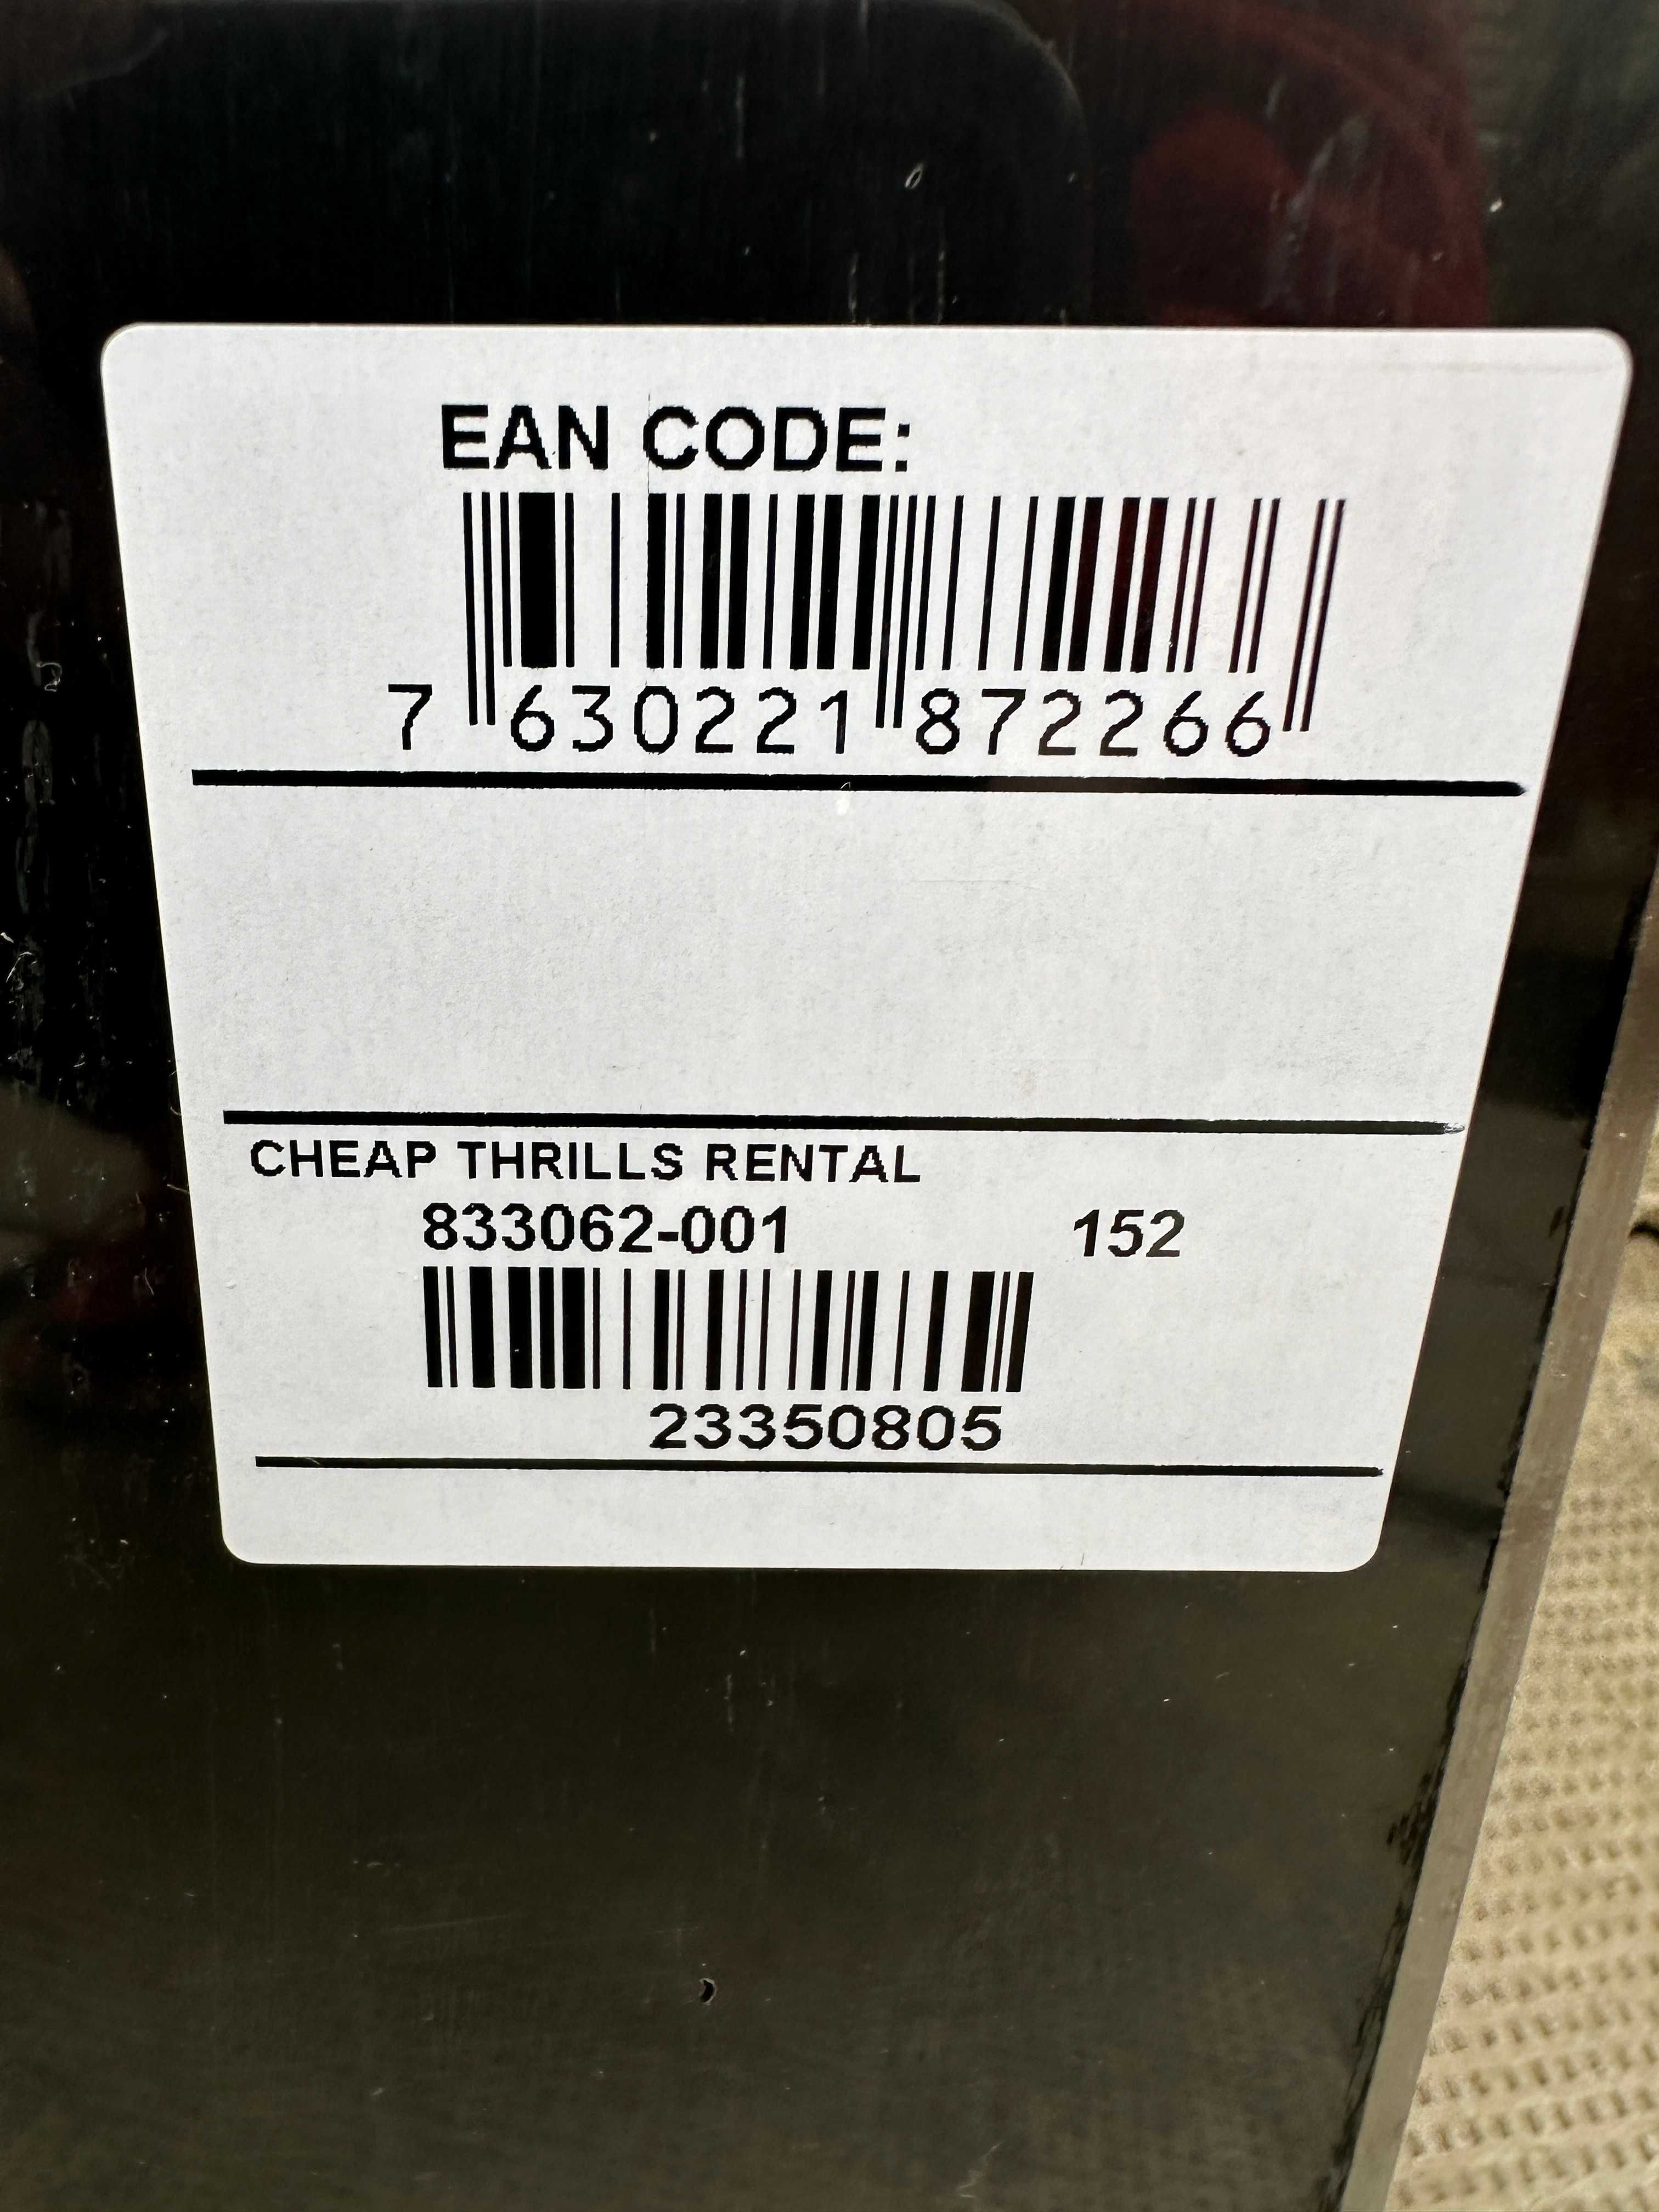 EAN CODE:
7 630221 872266
CHEAP THRILLS RENTAL
833062-001 152
23350805